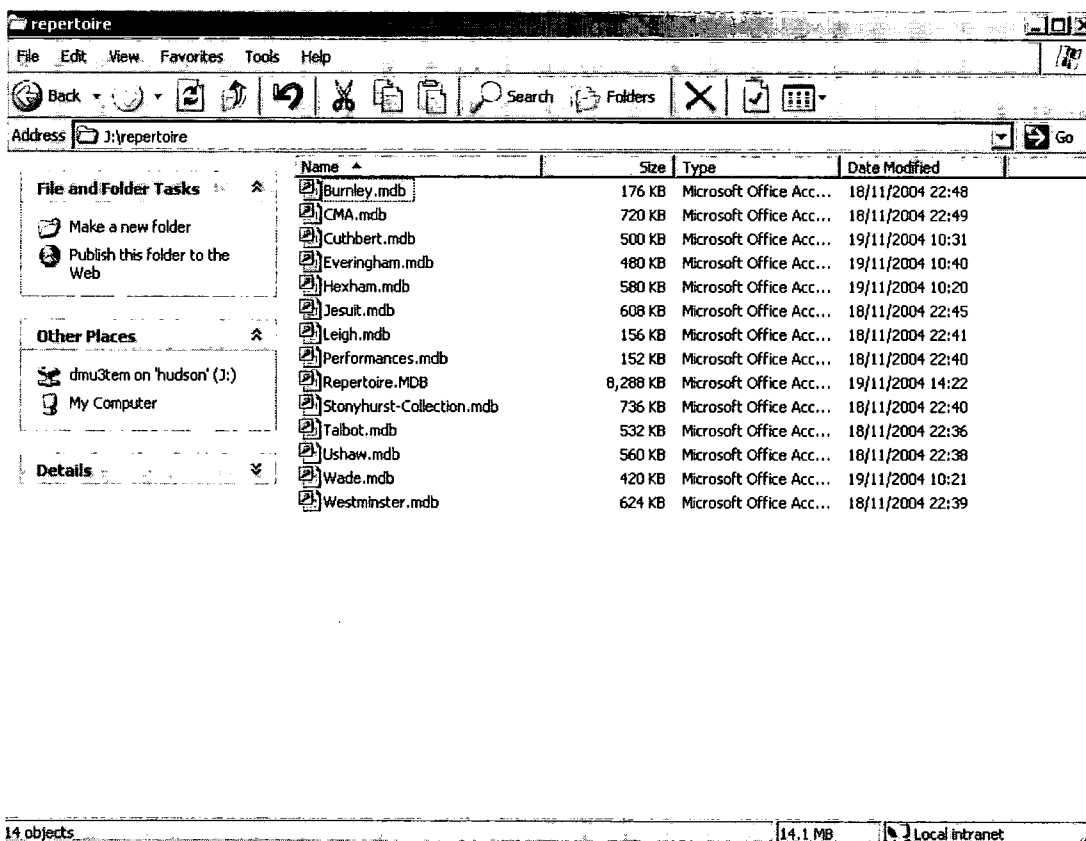 repertoire
File Edit View Favorites Tools Help
Back Search Folders
Address J:\repertoire Go
File and Folder Tasks
Make a new folder
Publish this folder to the
Web
Other Places
dmu3tem on 'hudson' (J:)
My Computer
Details
Name Size Type Date Modified
Burnley.mdb 176 KB Microsoft Office Acc... 18/11/2004 22:48
CMA.mdb 720 KB Microsoft Office Acc... 18/11/2004 22:49
Cuthbert.mdb 500 KB Microsoft Office Acc... 19/11/2004 10:31
Everingham.mdb 480 KB Microsoft Office Acc... 19/11/2004 10:40
Hexham.mdb 580 KB Microsoft Office Acc... 19/11/2004 10:20
Jesuit.mdb 608 KB Microsoft Office Acc... 18/11/2004 22:45
Leigh.mdb 156 KB Microsoft Office Acc... 18/11/2004 22:41
Performances.mdb 152 KB Microsoft Office Acc... 18/11/2004 22:40
Repertoire.MDB 8,288 KB Microsoft Office Acc... 19/11/2004 14:22
Stonyhurst-Collection.mdb 736 KB Microsoft Office Acc... 18/11/2004 22:40
Talbot.mdb 532 KB Microsoft Office Acc... 18/11/2004 22:36
Ushaw.mdb 560 KB Microsoft Office Acc... 18/11/2004 22:38
Wade.mdb 420 KB Microsoft Office Acc... 19/11/2004 10:21
Westminster.mdb 624 KB Microsoft Office Acc... 18/11/2004 22:39
14 objects 14.1 MB Local intranet